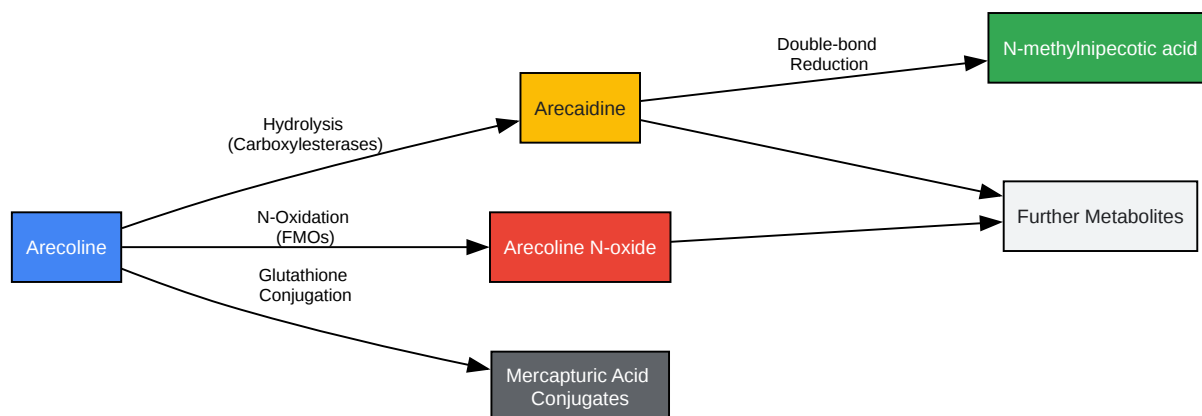 Arecoline
Hydrolysis
(Carboxylesterases)
N-Oxidation
(FMOs)
Glutathione
Conjugation
Arecaidine
Arecoline N-oxide
Mercapturic Acid
Conjugates
Double-bond
Reduction
N-methylnipecotic acid
Further Metabolites